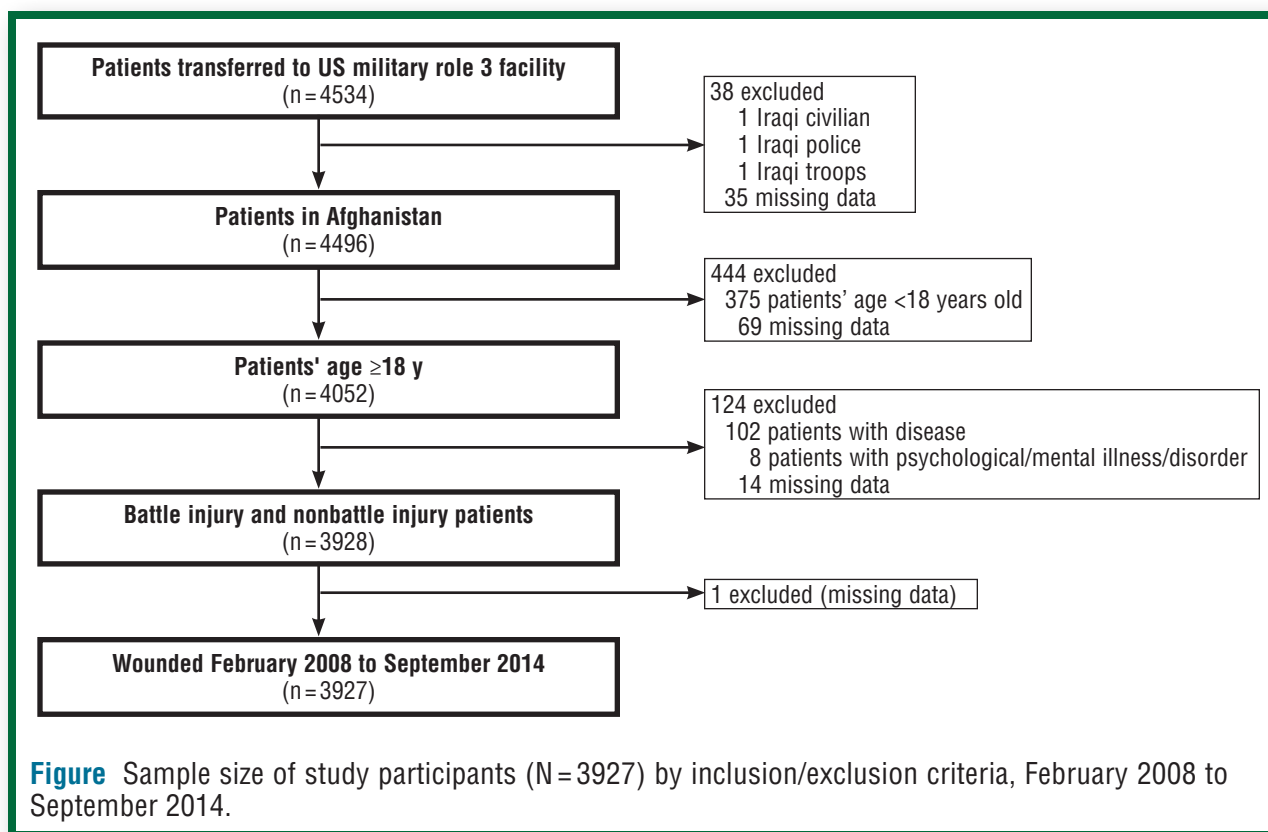 Patients transferred to US military role 3 facility
(n = 4534)
38 excluded
1 Iraqi civilian
1 Iraqi police
1 Iraqi troops
35 missing data
Patients in Afghanistan
(n = 4496)
444 excluded
375 patients’ age <18 years old
69 missing data
Patients' age ≥18 y
(n = 4052)
124 excluded
102 patients with disease
8 patients with psychological/mental illness/disorder
14 missing data
Battle injury and nonbattle injury patients
(n = 3928)
1 excluded (missing data)
Wounded February 2008 to September 2014
(n = 3927)
Figure Sample size of study participants (N = 3927) by inclusion/exclusion criteria, February 2008 to
September 2014.